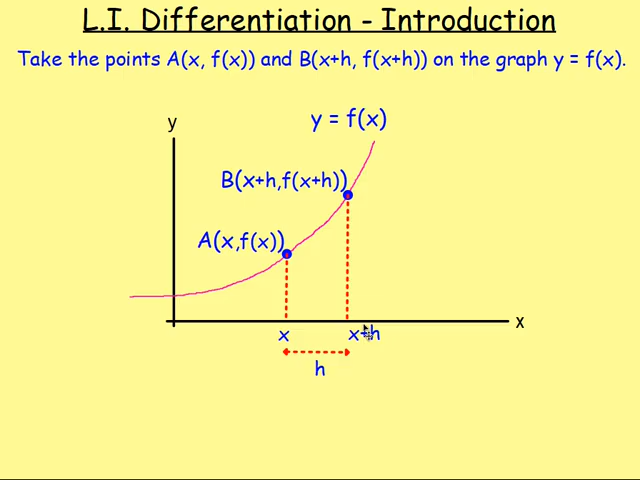 L.I. Differentiation - Introduction
Take the points A(x, f(x)) and B(x+h, f(x+h)) on the graph y = f(x).
y
y = f(x)
B(x+h,f(x+h))
A(x,f(x))
x
x
x+h
h